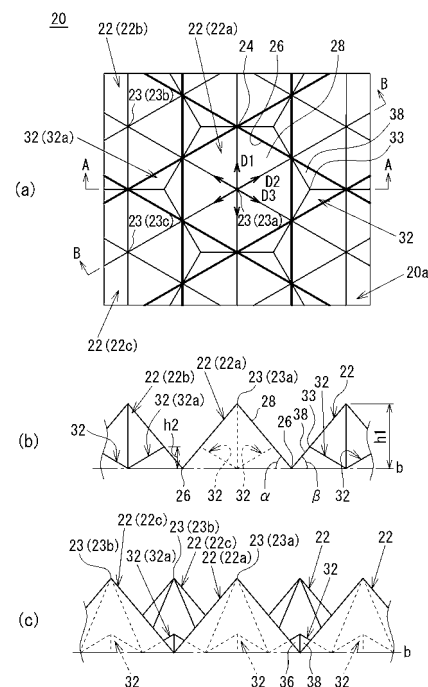 20
22 (22b)
22 (22a)
24
26
28
23 (23b)
32 (32a)
38
33
B
A
A
D1
D2
D3
(a)
23 (23a)
32
23 (23c)
B
20a
22 (22c)
22 (22b)
22 (22a)
23 (23a)
28
32 (32a)
h2
32
33
38
32
22
26
h1
(b)
b
26
32
32
α
β
32
22 (22c)
23 (23b)
23 (23b)
22 (22c)
32 (32a)
22 (22a)
23 (23a)
22
32
22
(c)
b
32
32
36
38
32